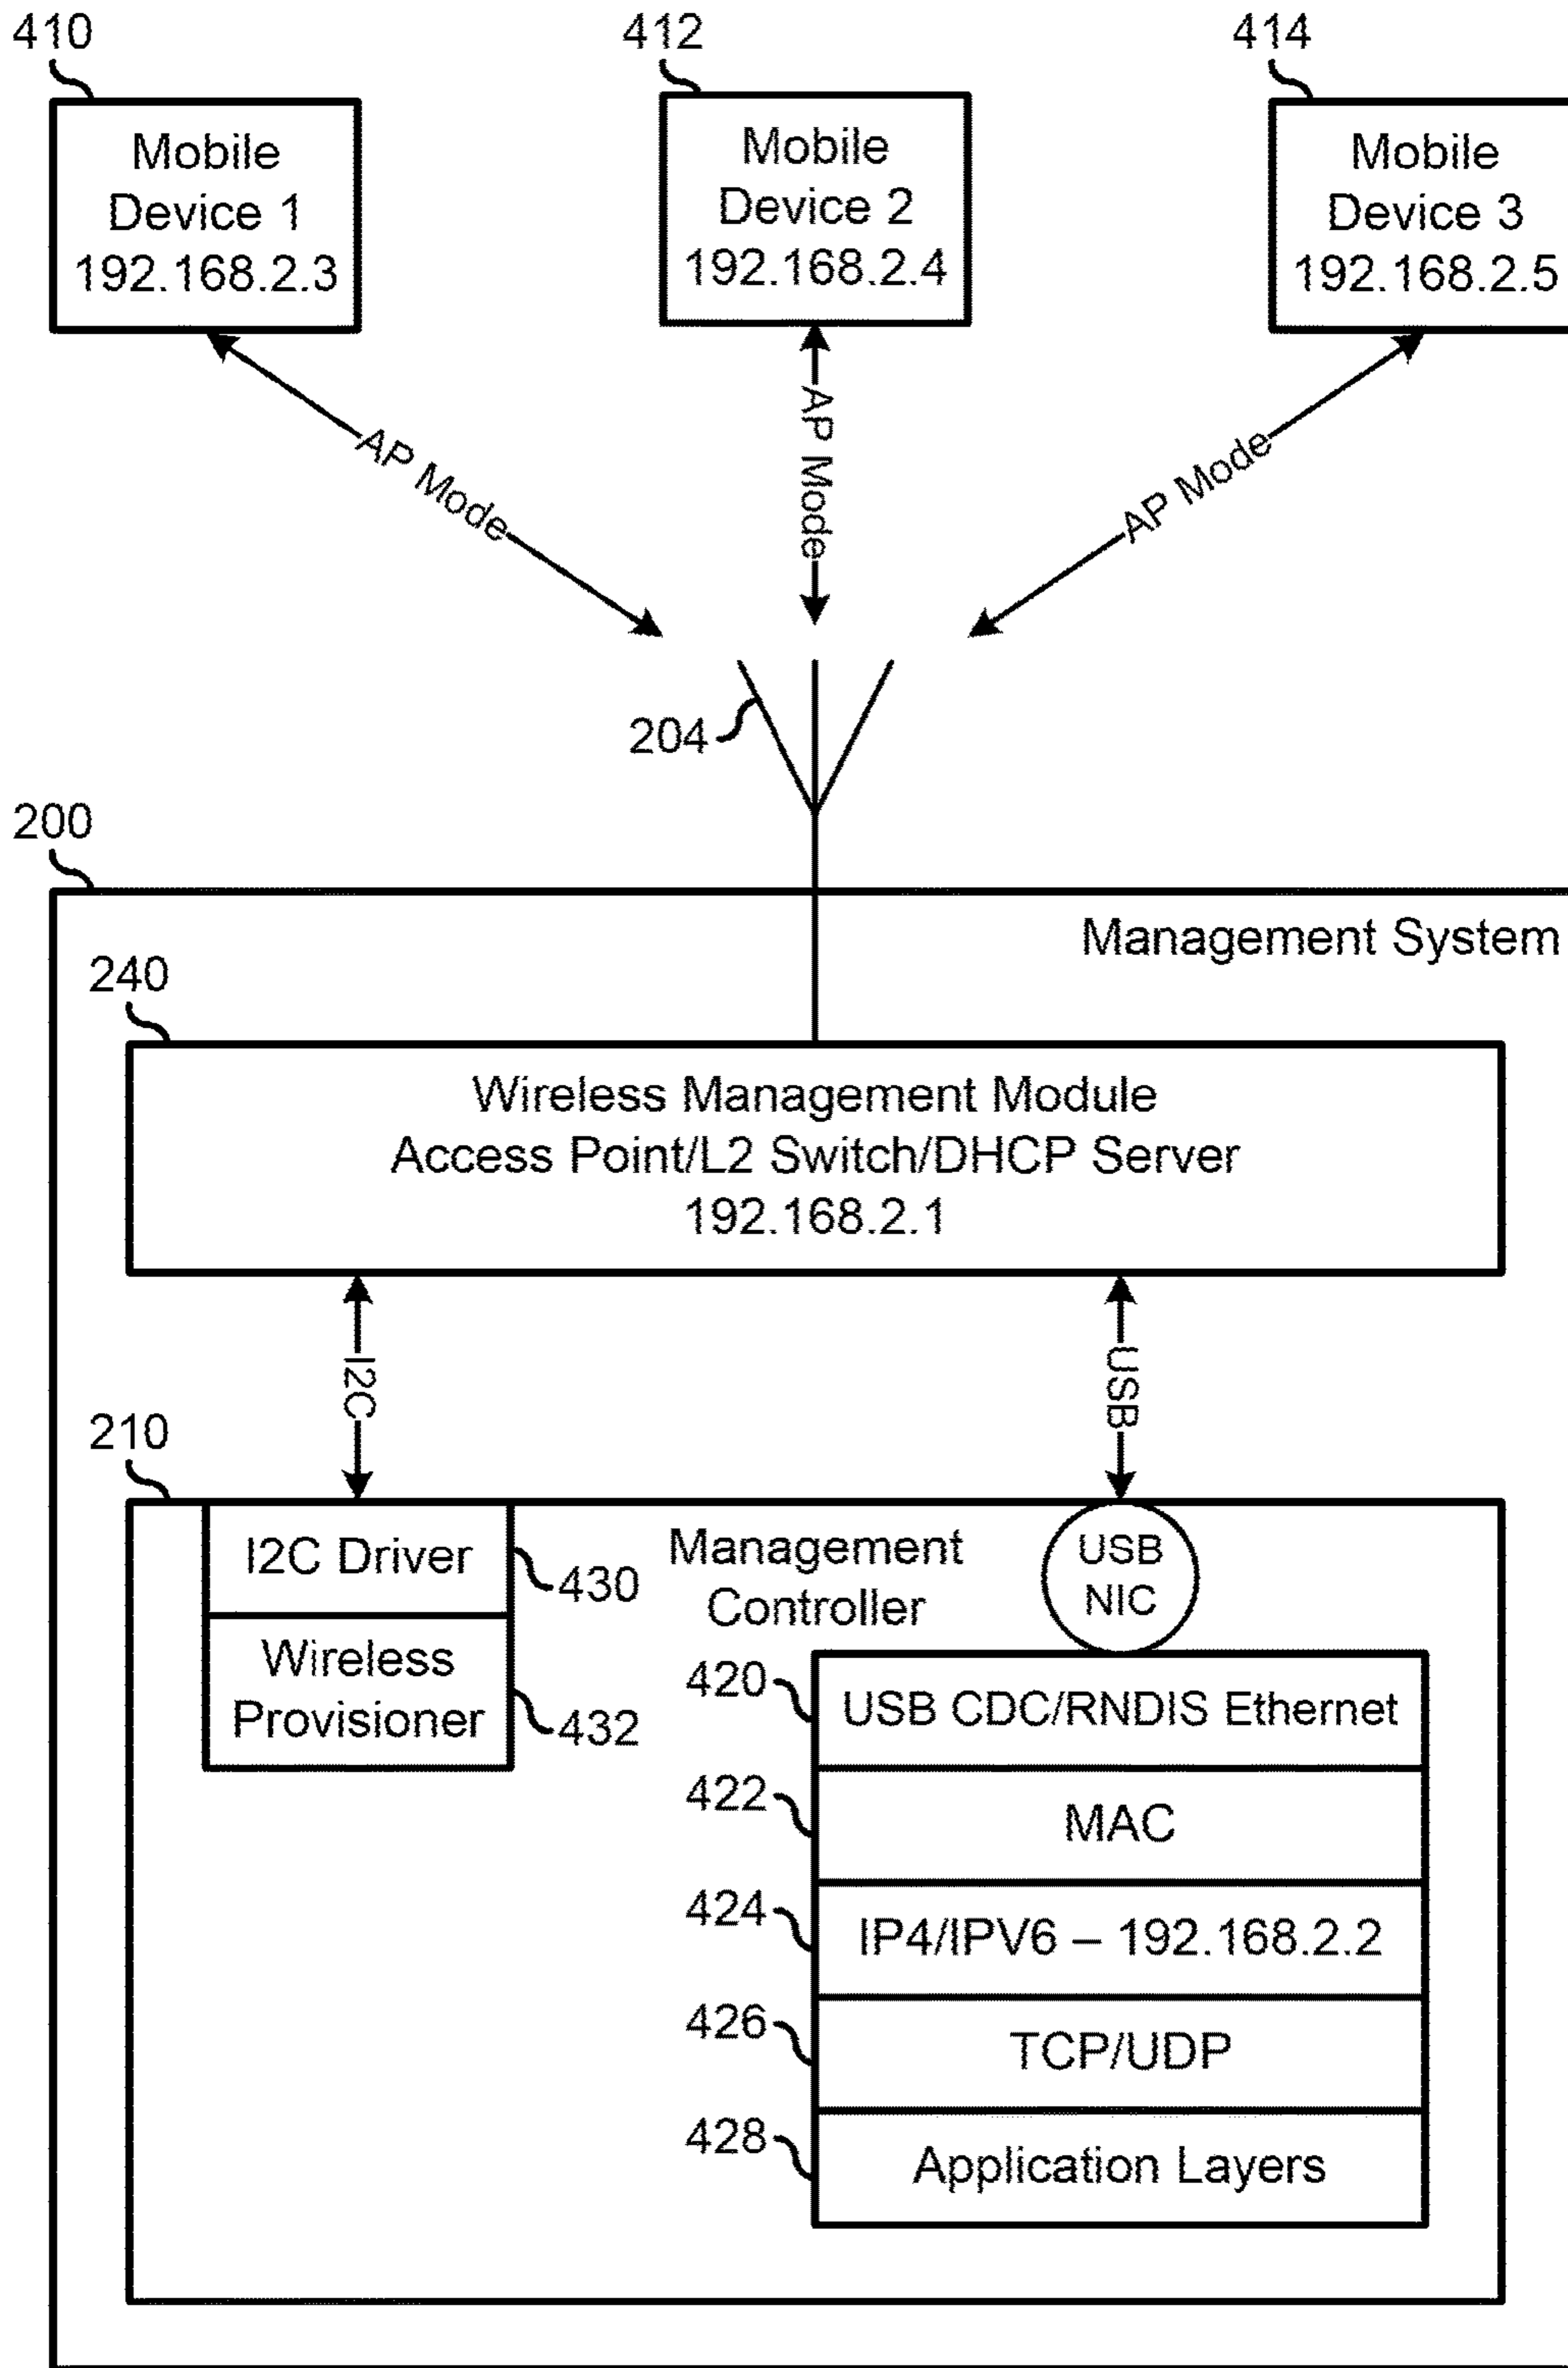 410
412
414
Mobile
Device 1
192.168.2.3
Mobile
Device 2
192.168.2.4
Mobile
Device 3
192.168.2.5
AP Mode
AP Mode
AP Mode
204
200
Management System
240
Wireless Management Module
Access Point/L2 Switch/DHCP Server
192.168.2.1
I2C
USB
210
I2C Driver
430
Wireless
Provisioner
432
Management
Controller
USB
NIC
420
USB CDC/RNDIS Ethernet
422
MAC
424
IP4/IPV6 – 192.168.2.2
426
TCP/UDP
428
Application Layers